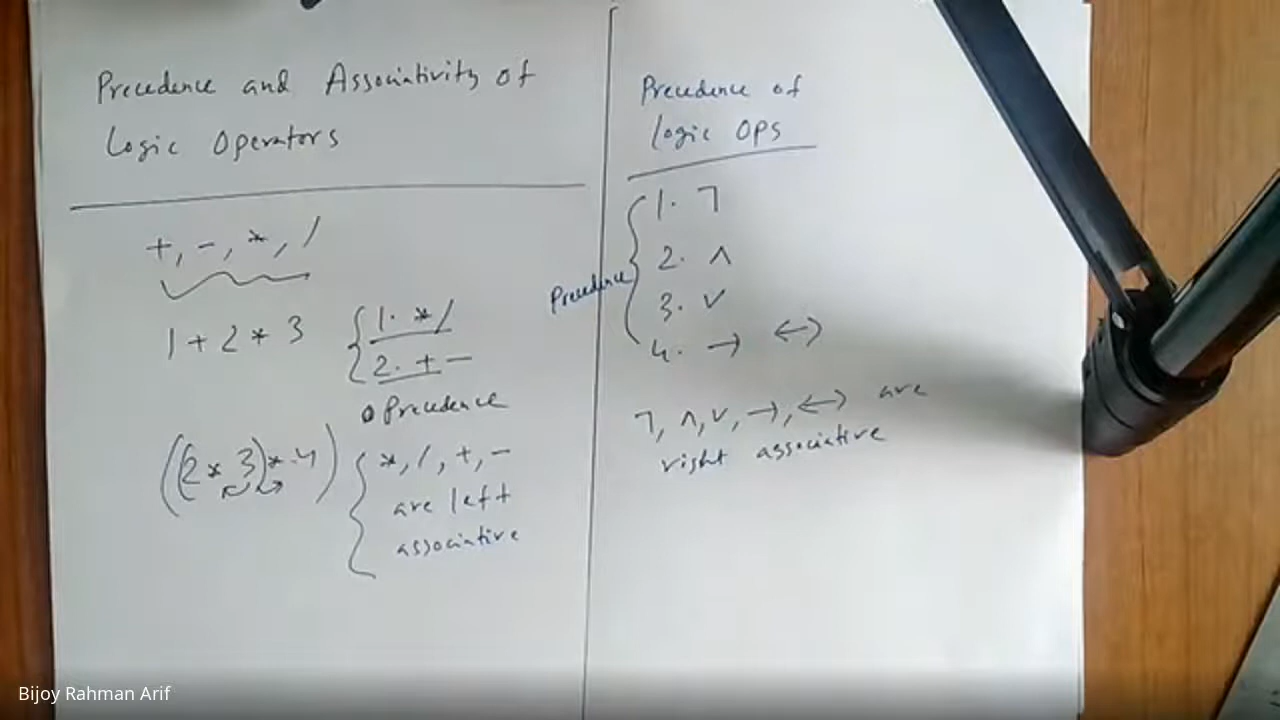 Precedence and Associativity of
Logic Operators
+, -, *, /
1 + 2 * 3
1. * /
2. + -
Precedence
((2 * 3) * 4)
*, /, +, -
are left
associative
Precedence of
logic OPS
Precedence
1. ¬
2. ∧
3. ∨
4. → ↔
¬, ∧, ∨, →, ↔ are
right associative
Bijoy Rahman Arif